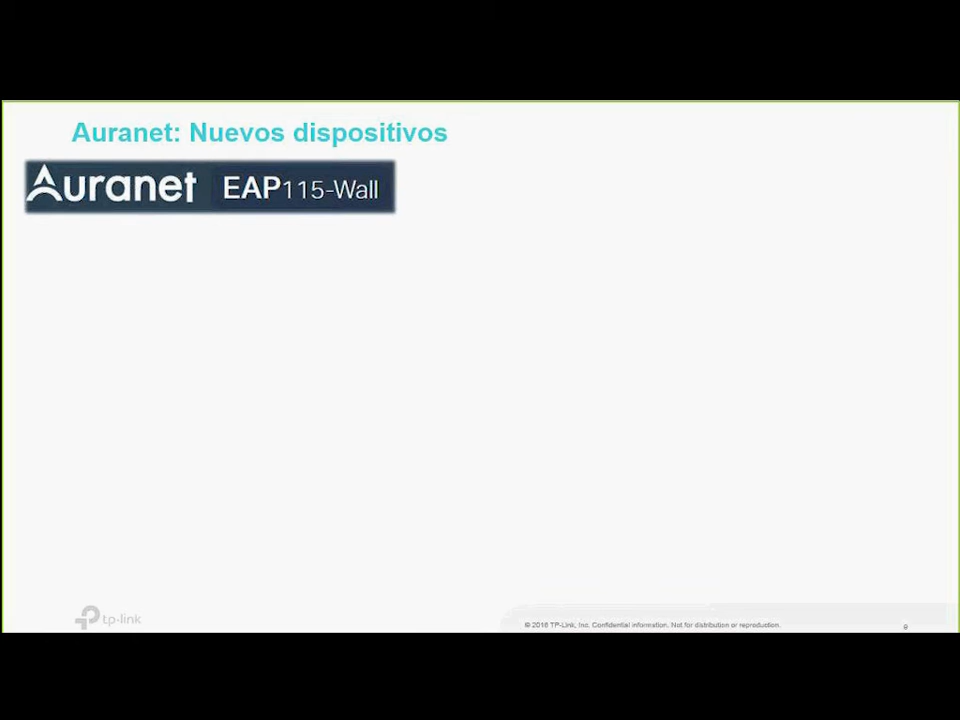 Auranet: Nuevos dispositivos
Auranet EAP115-Wall
tp-link
© 2016 TP-Link, Inc. Confidential information. Not for distribution or reproduction.